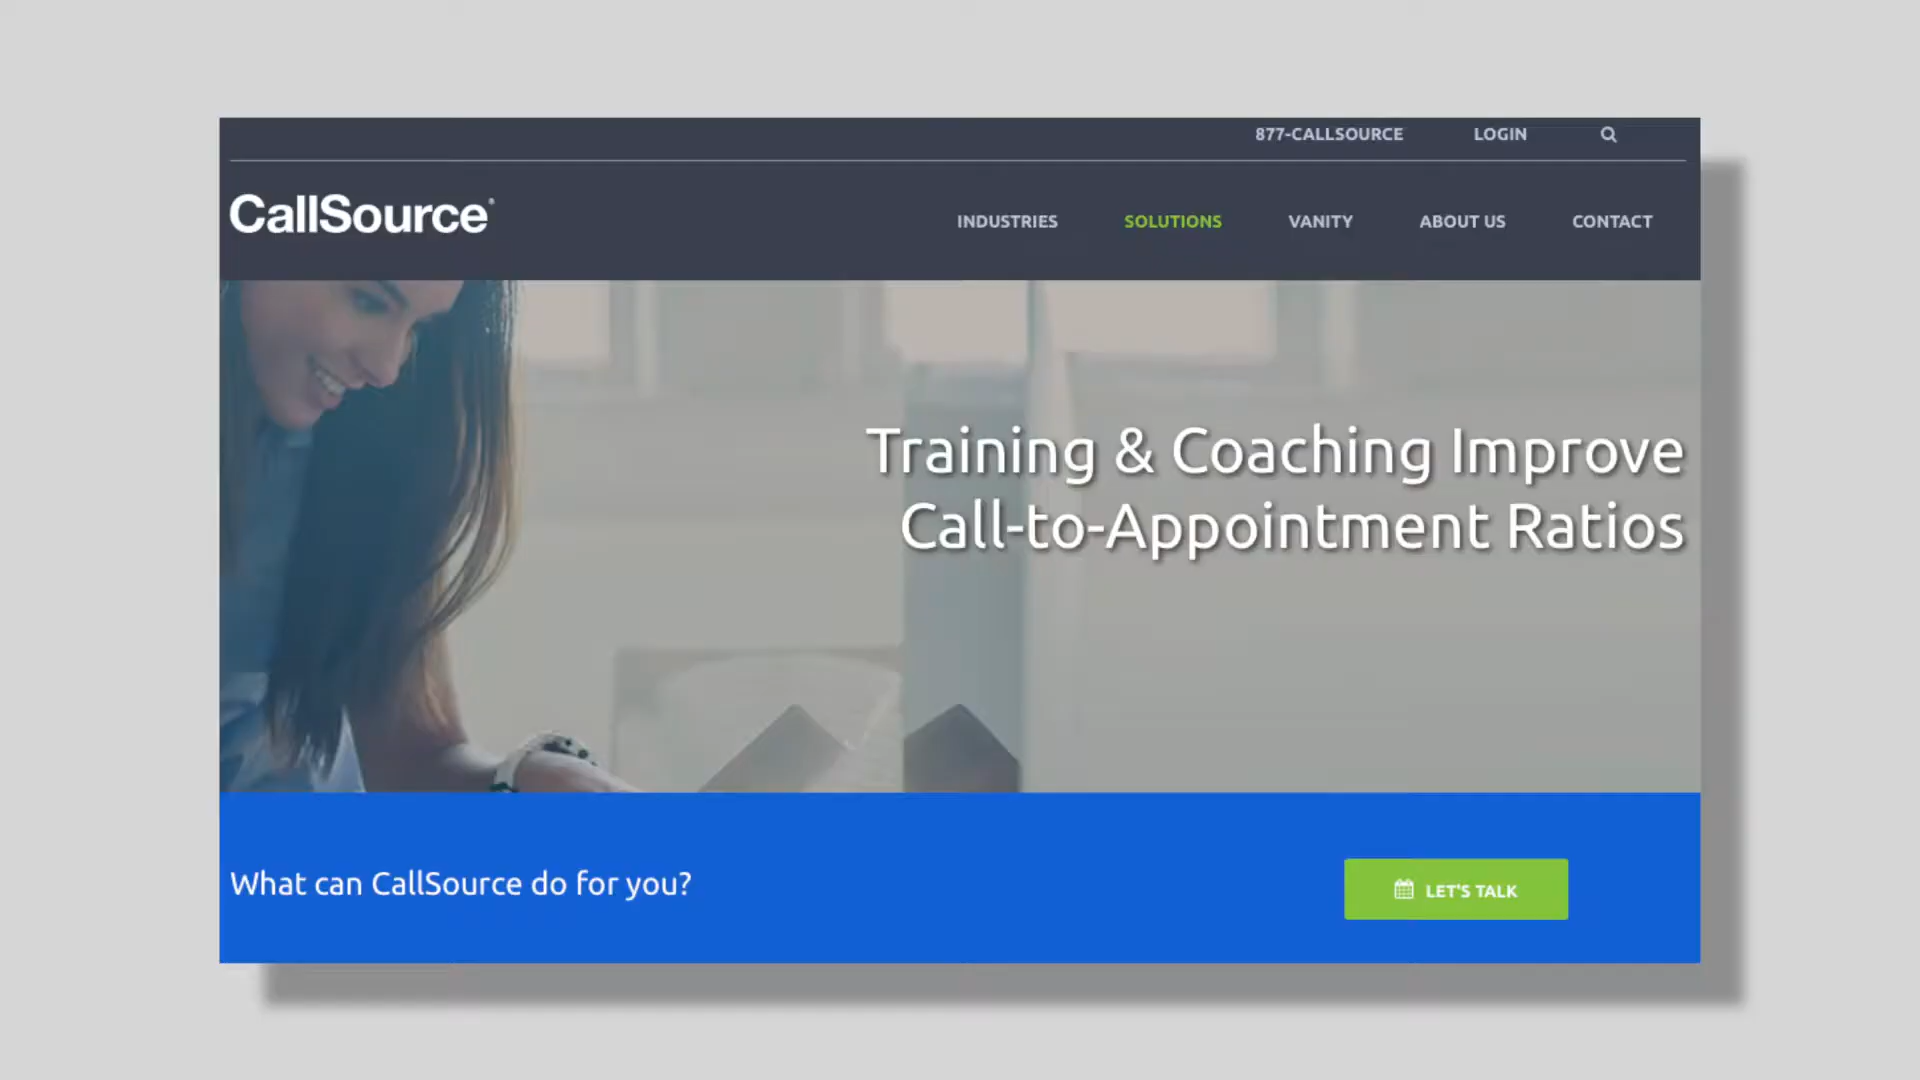 877-CALLSOURCE LOGIN
CallSource®
INDUSTRIES SOLUTIONS VANITY ABOUT US CONTACT
Training & Coaching Improve
Call-to-Appointment Ratios
What can CallSource do for you?
LET'S TALK